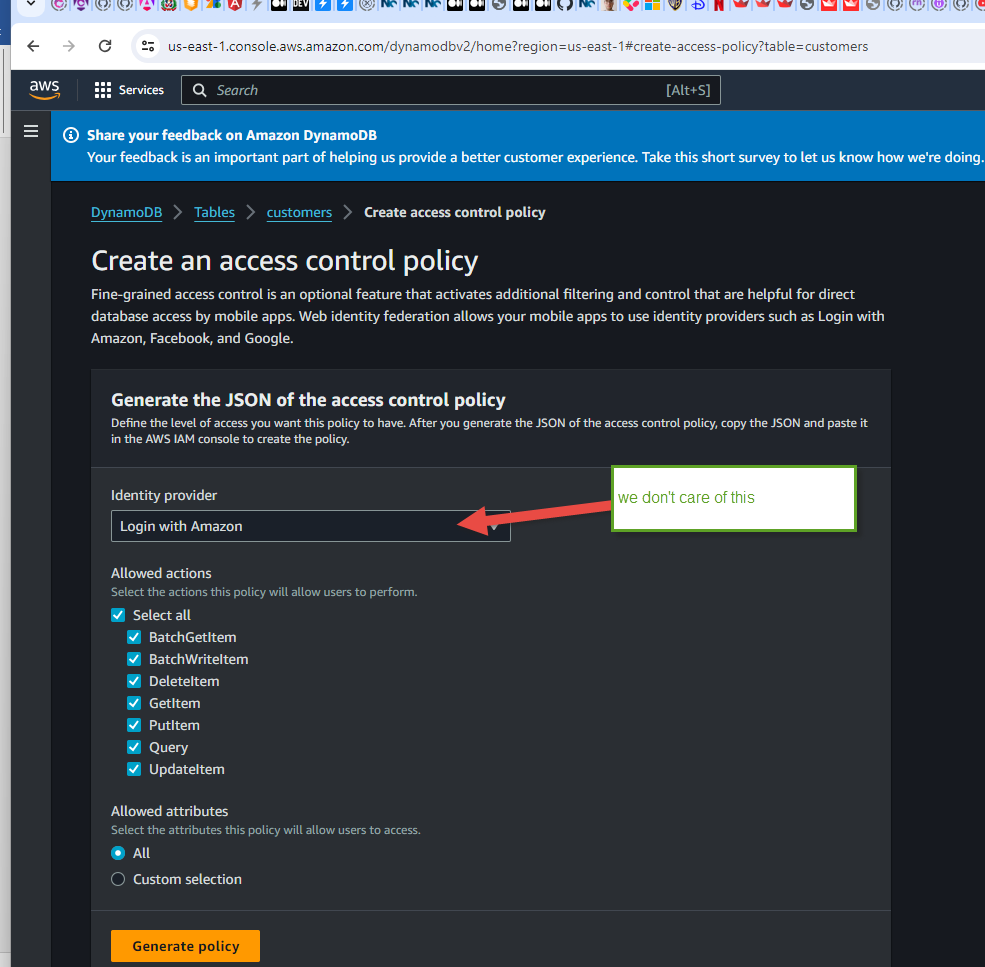 us-east-1.console.aws.amazon.com/dynamodbv2/home?region=us-east-1#create-access-policy?table=customers
aws
Services
Search
[Alt+S]
Share your feedback on Amazon DynamoDB
Your feedback is an important part of helping us provide a better customer experience. Take this short survey to let us know how we're doing.
DynamoDB > Tables > customers > Create access control policy
Create an access control policy
Fine-grained access control is an optional feature that activates additional filtering and control that are helpful for direct
database access by mobile apps. Web identity federation allows your mobile apps to use identity providers such as Login with
Amazon, Facebook, and Google.
Generate the JSON of the access control policy
Define the level of access you want this policy to have. After you generate the JSON of the access control policy, copy the JSON and paste it
in the AWS IAM console to create the policy.
Identity provider
we don't care of this
Login with Amazon
Allowed actions
Select the actions this policy will allow users to perform.
Select all
BatchGetItem
BatchWriteItem
DeleteItem
GetItem
PutItem
Query
UpdateItem
Allowed attributes
Select the attributes this policy will allow users to access.
All
Custom selection
Generate policy